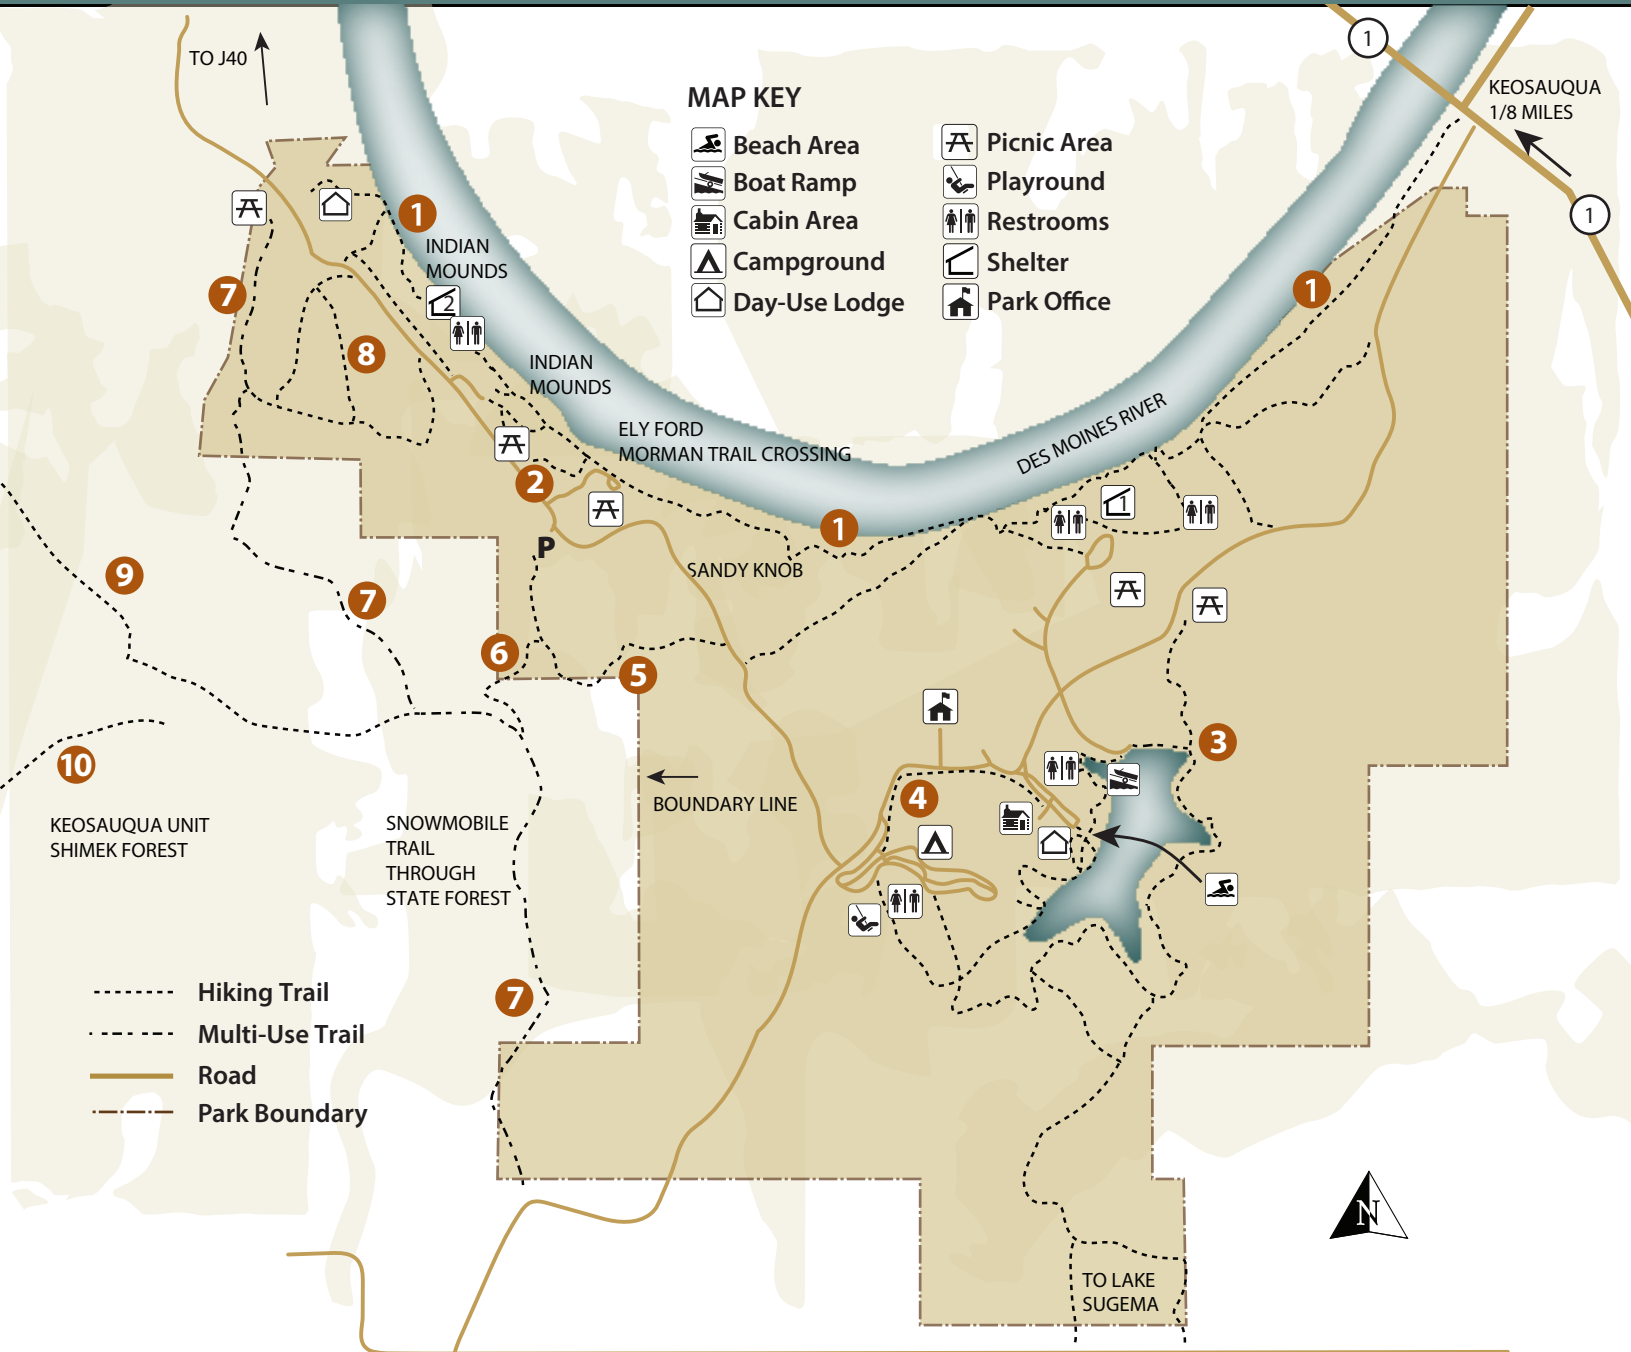 TO J40
1
KEOSAUQUA
1/8 MILES
1
MAP KEY
Beach Area
Boat Ramp
Cabin Area
Campground
Day-Use Lodge
Picnic Area
Playround
Restrooms
Shelter
Park Office
1
INDIAN
MOUNDS
2
7
8
INDIAN
MOUNDS
1
ELY FORD
MORMAN TRAIL CROSSING
DES MOINES RIVER
2
1
1
P
SANDY KNOB
9
7
6
5
10
3
4
BOUNDARY LINE
KEOSAUQUA UNIT
SHIMEK FOREST
SNOWMOBILE
TRAIL
THROUGH
STATE FOREST
7
Hiking Trail
Multi-Use Trail
Road
Park Boundary
N
TO LAKE
SUGEMA